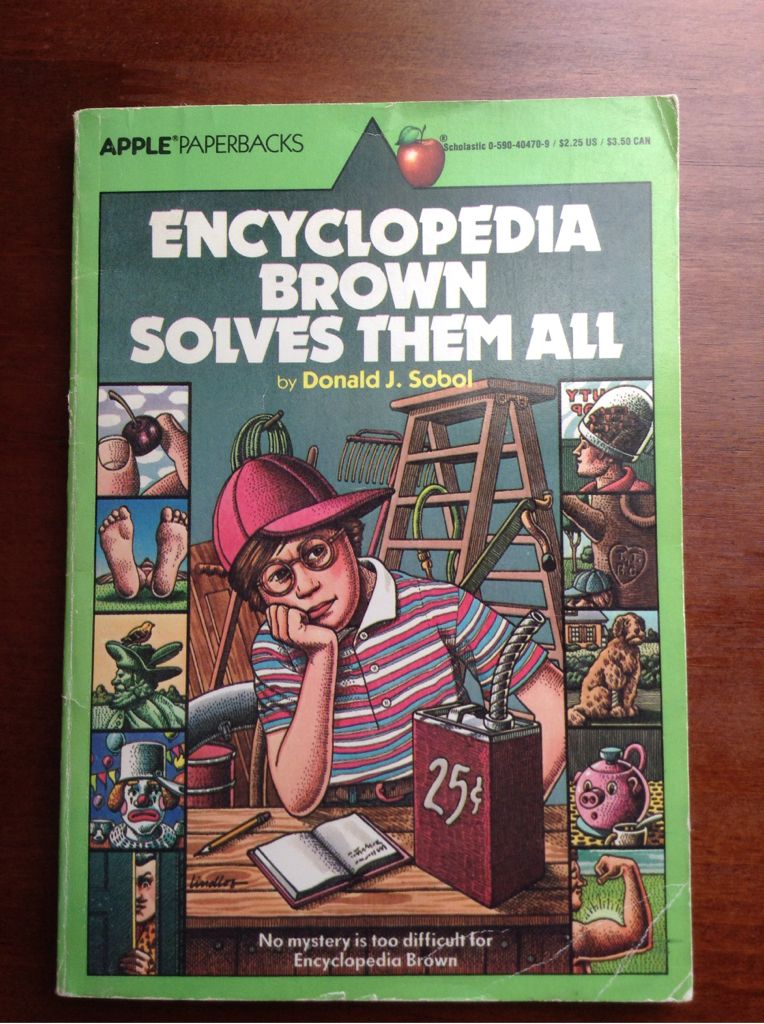 APPLE® PAPERBACKS
® Scholastic 0-590-40470-9 / $2.25 US / $3.50 CAN
ENCYCLOPEDIA
BROWN
SOLVES THEM ALL
by Donald J. Sobol
25¢
No mystery is too difficult for
Encyclopedia Brown